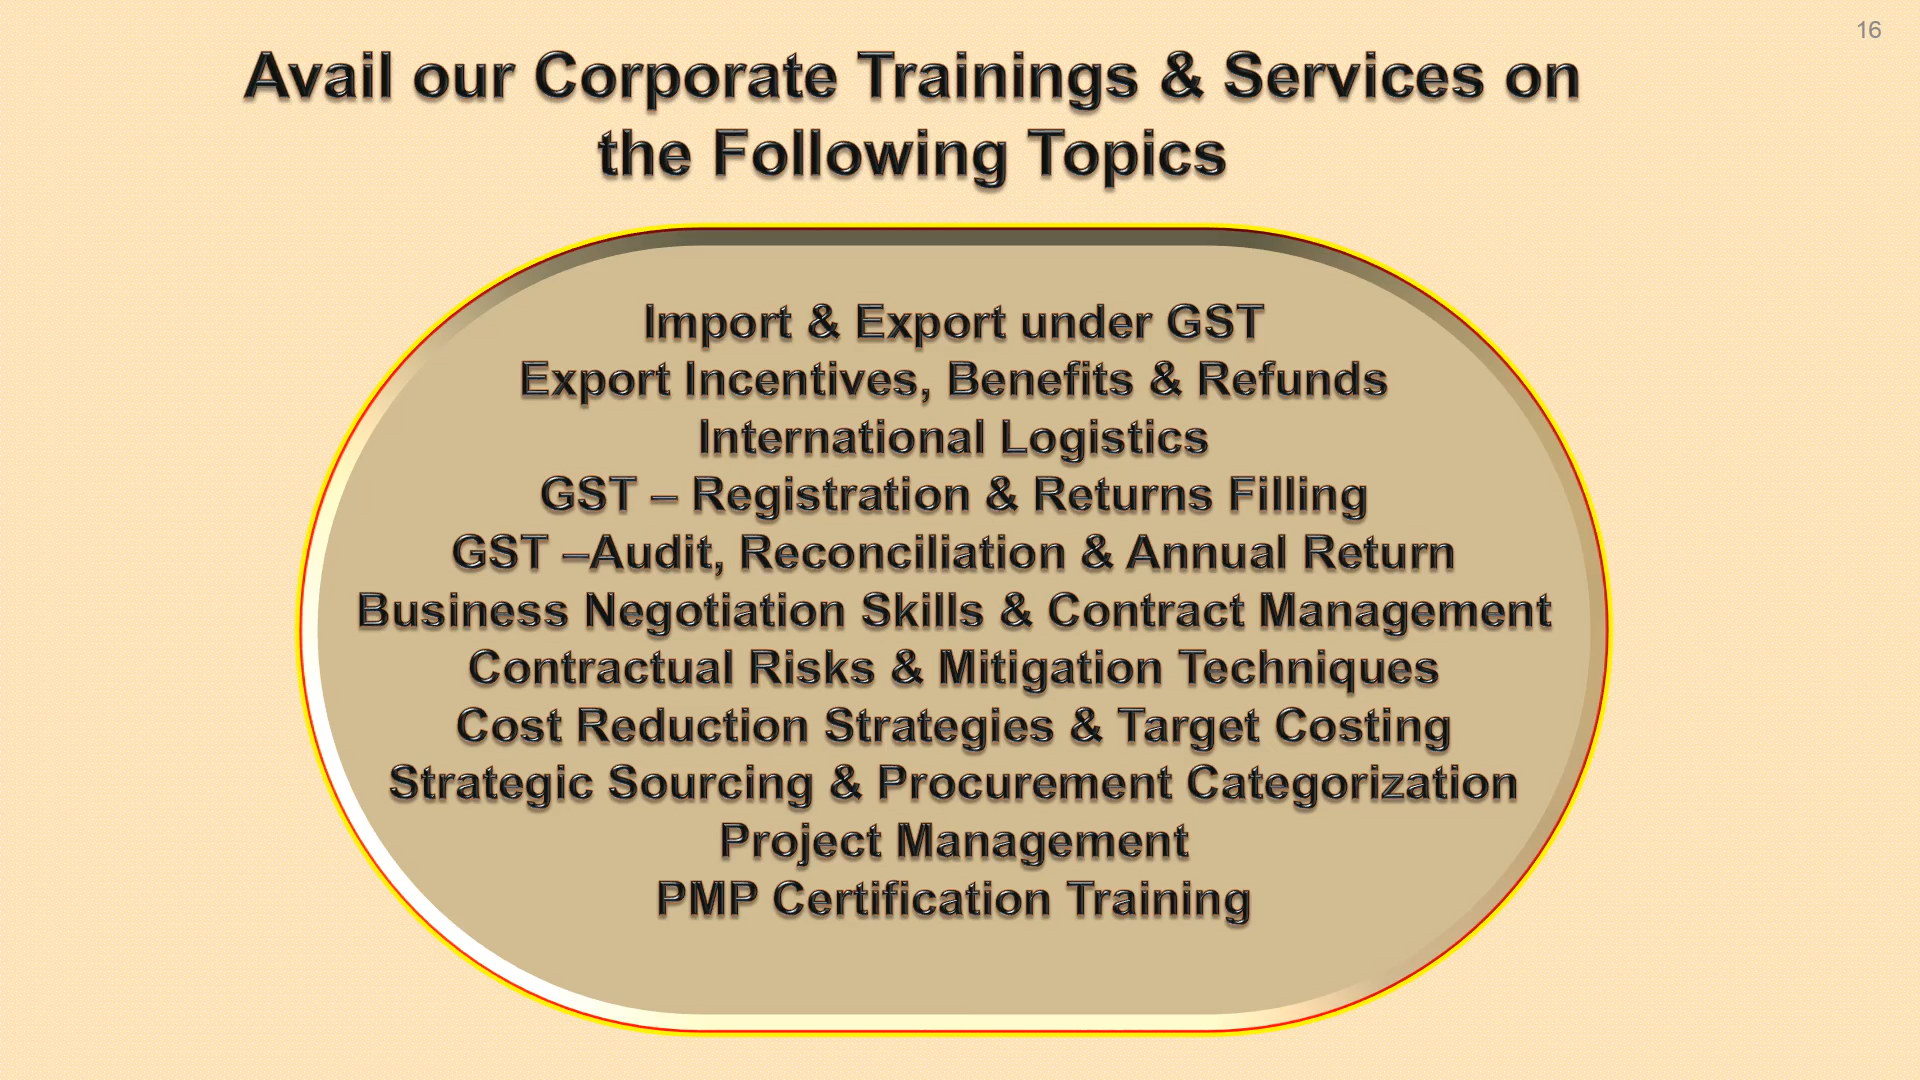 16
Avail our Corporate Trainings & Services on
the Following Topics
Import & Export under GST
Export Incentives, Benefits & Refunds
International Logistics
GST – Registration & Returns Filling
GST –Audit, Reconciliation & Annual Return
Business Negotiation Skills & Contract Management
Contractual Risks & Mitigation Techniques
Cost Reduction Strategies & Target Costing
Strategic Sourcing & Procurement Categorization
Project Management
PMP Certification Training